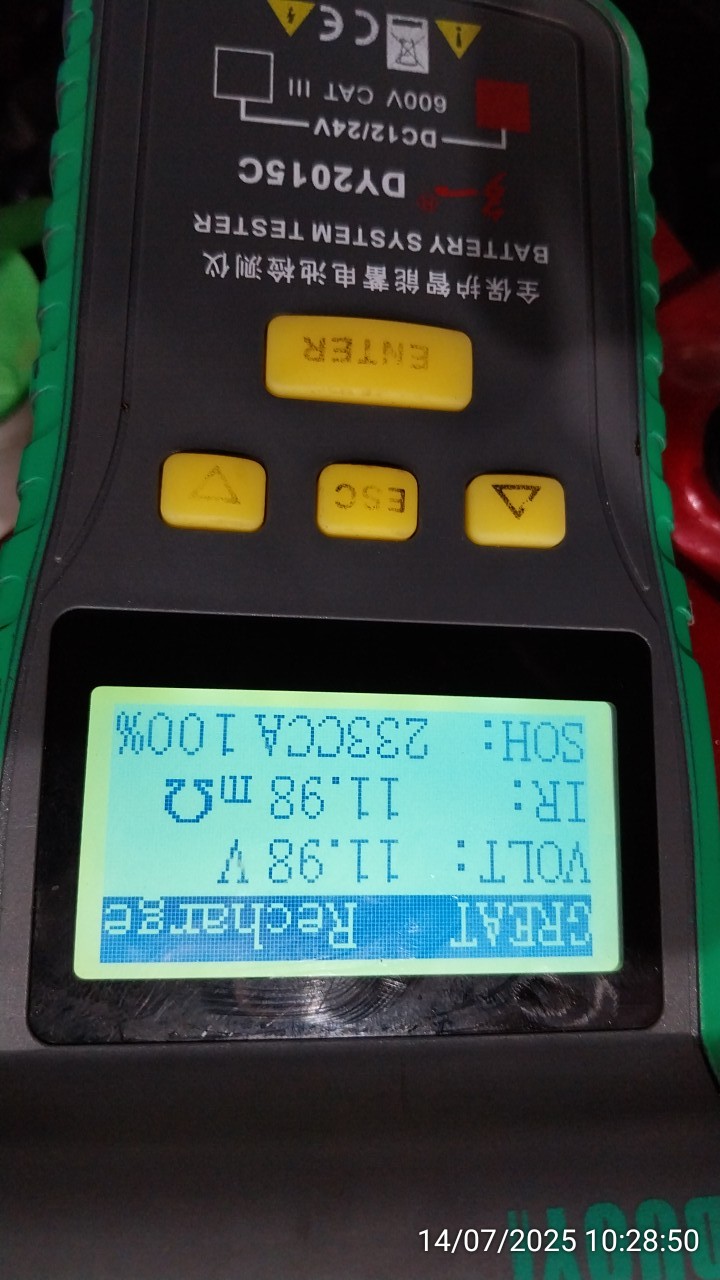 GREAT Recharge
VOLT: 11.98 V
IR: 11.98 mΩ
SOH: 233CCA 100%
ESC
ENTER
全保护智能蓄电池检测仪
BATTERY SYSTEM TESTER
DY2015C
DC12/24V
600V CAT III
CE
14/07/2025 10:28:50